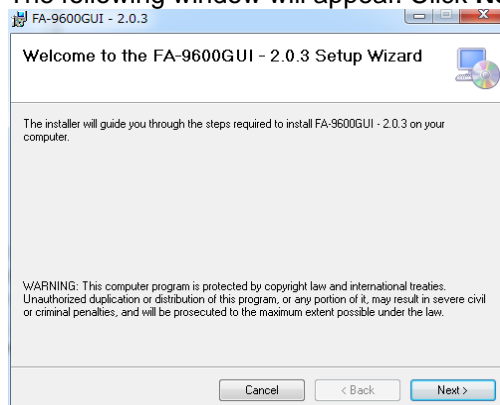 The following window will appear. Click N
FA-9600GUI - 2.0.3
Welcome to the FA-9600GUI - 2.0.3 Setup Wizard
The installer will guide you through the steps required to install FA-9600GUI - 2.0.3 on your
computer.
WARNING: This computer program is protected by copyright law and international treaties.
Unauthorized duplication or distribution of this program, or any portion of it, may result in severe civil
or criminal penalties, and will be prosecuted to the maximum extent possible under the law.
Cancel < Back Next >